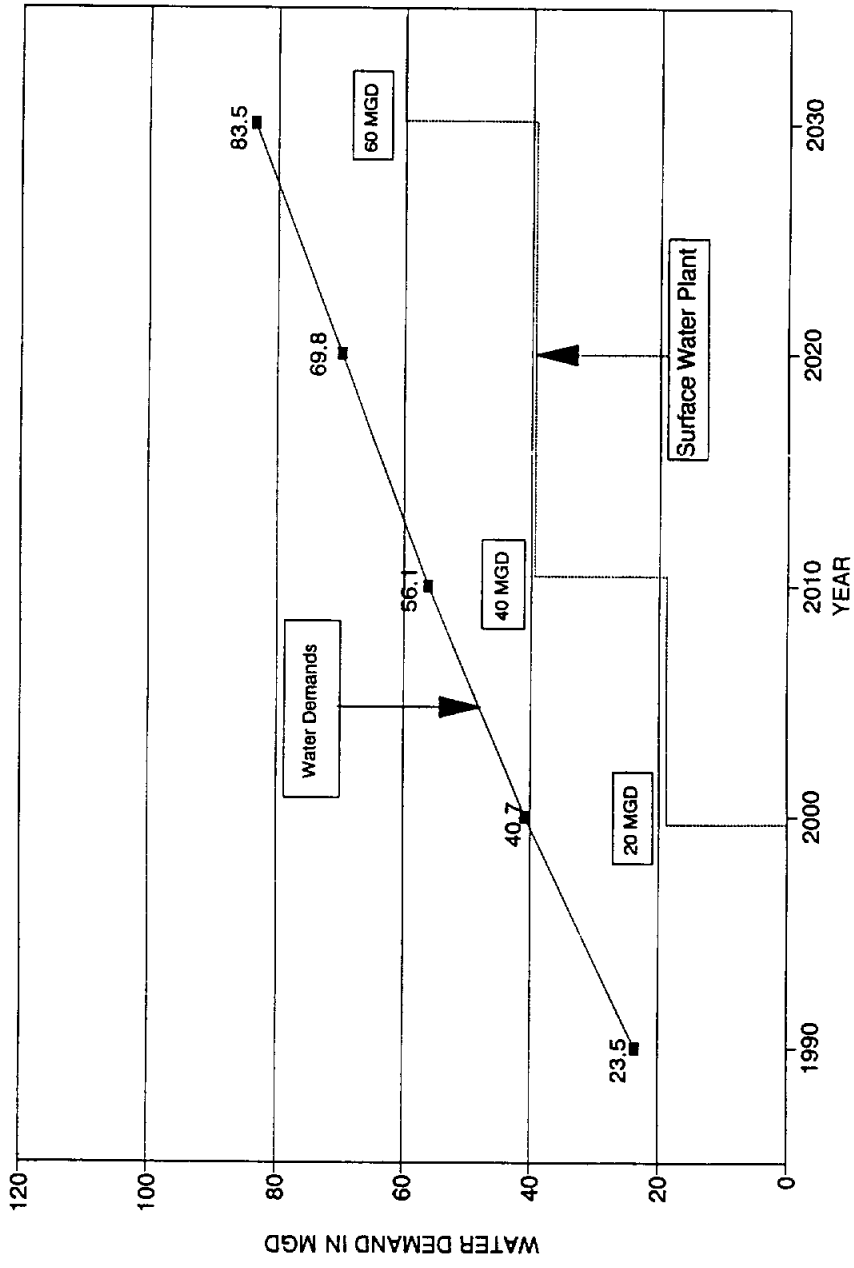 WATER DEMAND IN MGD
120
100
80
60
40
20
0
83.5
69.8
56.1
40.7
23.5
Water Demands
60 MGD
40 MGD
20 MGD
Surface Water Plant
1990
2000
2010
2020
2030
YEAR